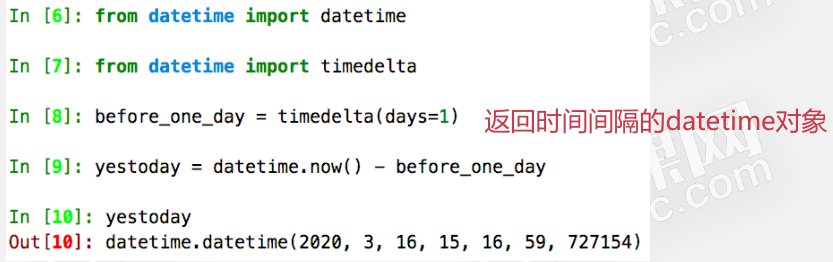 In [6]: from datetime import datetime
In [7]: from datetime import timedelta
In [8]: before_one_day = timedelta(days=1) 返回时间间隔的datetime对象
In [9]: yestoday = datetime.now() - before_one_day
In [10]: yestoday
Out[10]: datetime.datetime(2020, 3, 16, 15, 16, 59, 727154)